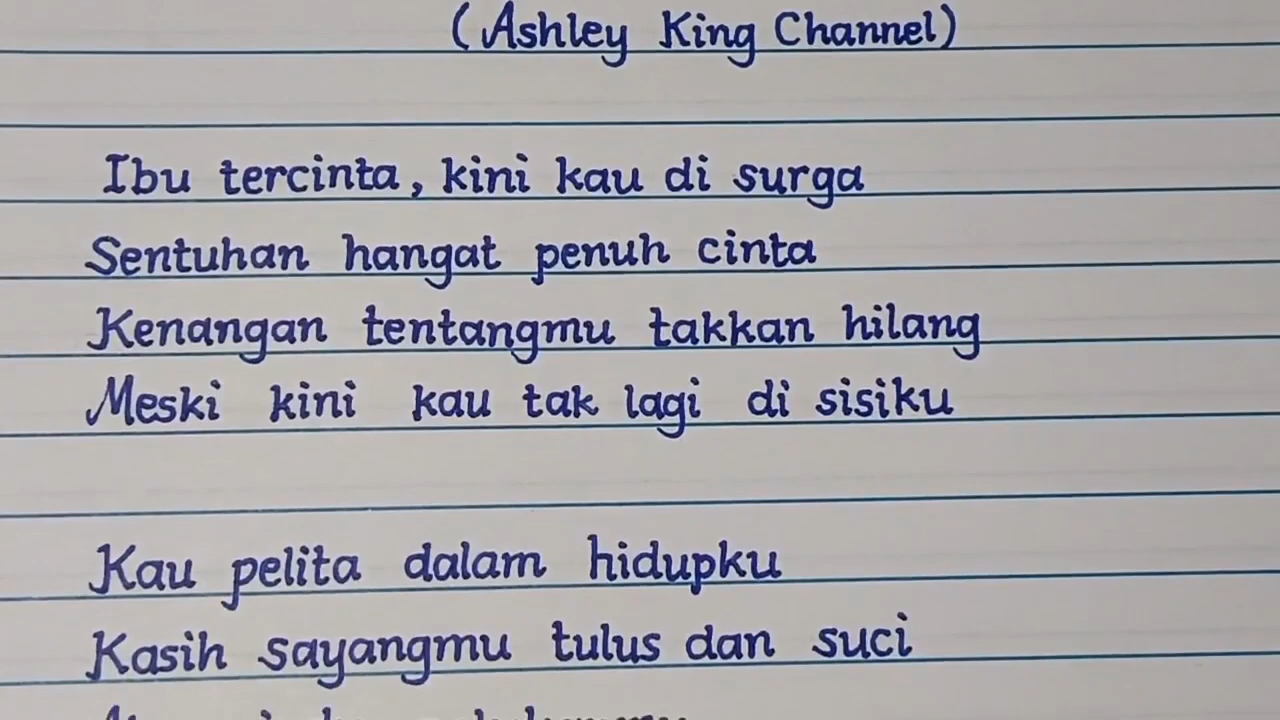 (Ashley King Channel)
Ibu tercinta, kini kau di surga
Sentuhan hangat penuh cinta
Kenangan tentangmu takkan hilang
Meski kini kau tak lagi di sisiku
Kau pelita dalam hidupku
Kasih sayangmu tulus dan suci